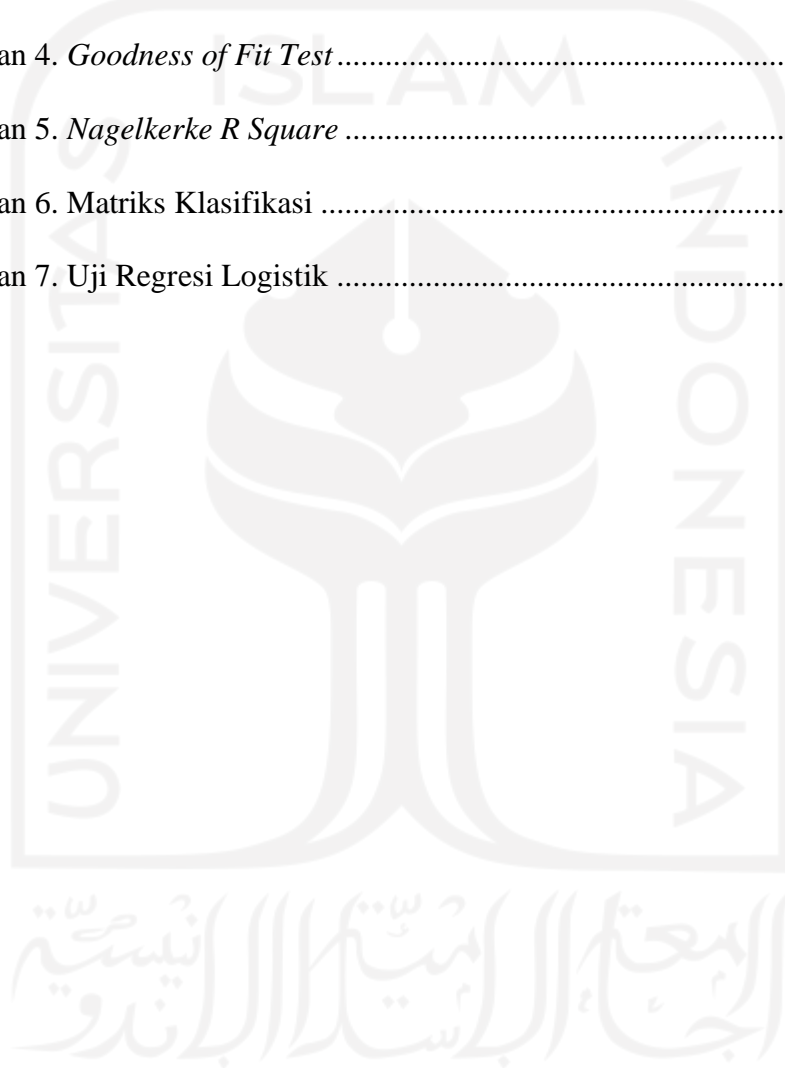 an 4. Goodness of Fit Test ......................................................................
an 5. Nagelkerke R Square .....................................................................
an 6. Matriks Klasifikasi ........................................................................
an 7. Uji Regresi Logistik ......................................................................
ISLAM
UNIVERSITAS
INDONESIA